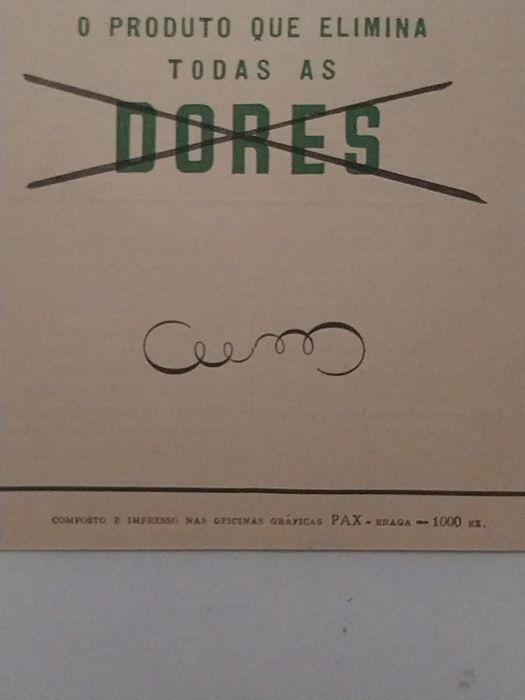 O PRODUTO QUE ELIMINA
TODAS AS
DORES
COMPOSTO E IMPRESSO NAS OFICINAS GRÁFICAS PAX - BRAGA — 1000 EX.